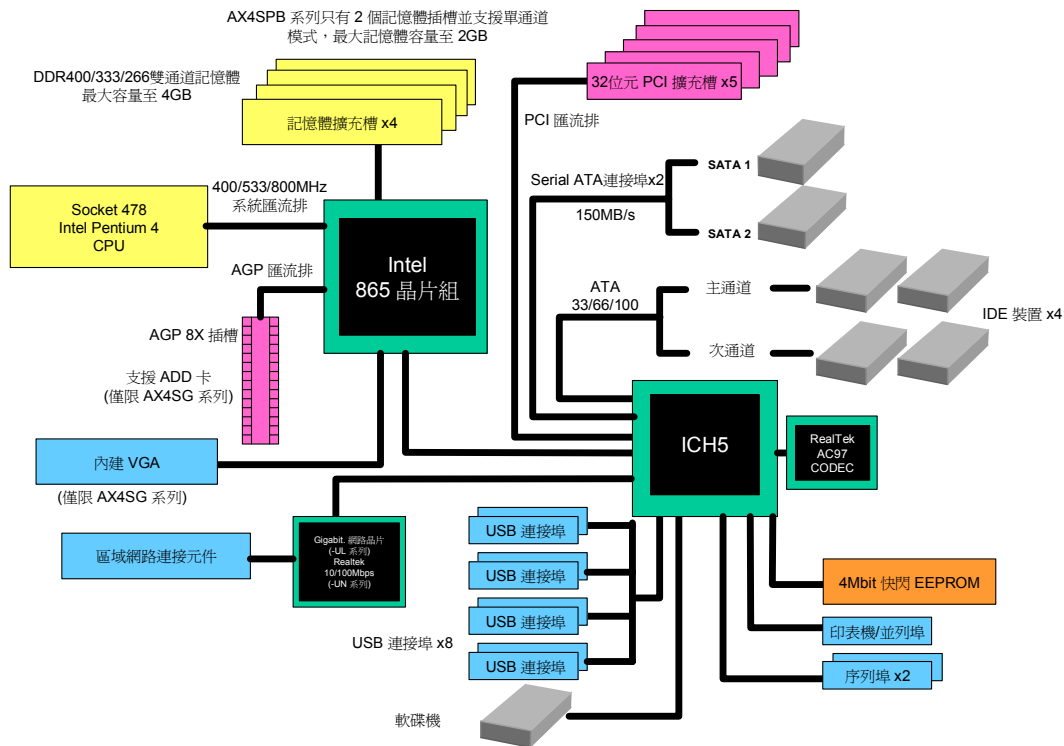 AX4SPB 系列只有 2 個記憶體插槽並支援單通道
模式，最大記憶體容量至 2GB
DDR400/333/266雙通道記憶體
最大容量至 4GB
記憶體擴充槽 x4
32位元 PCI 擴充槽 x5
PCI 匯流排
Serial ATA連接埠x2
150MB/s
SATA 1
SATA 2
400/533/800MHz
系統匯流排
Socket 478
Intel Pentium 4
CPU
Intel
865 晶片組
AGP 匯流排
AGP 8X 插槽
支援 ADD 卡
(僅限 AX4SG 系列)
ATA
33/66/100
主通道
次通道
IDE 裝置 x4
ICH5
RealTek
AC97
CODEC
內建 VGA
(僅限 AX4SG 系列)
區域網路連接元件
Gigabit. 網路晶片
(-UL 系列)
Realtek
10/100Mbps
(-UN 系列)
USB 連接埠
USB 連接埠
USB 連接埠
USB 連接埠
USB 連接埠 x8
4Mbit 快閃 EEPROM
印表機/並列埠
序列埠 x2
軟碟機